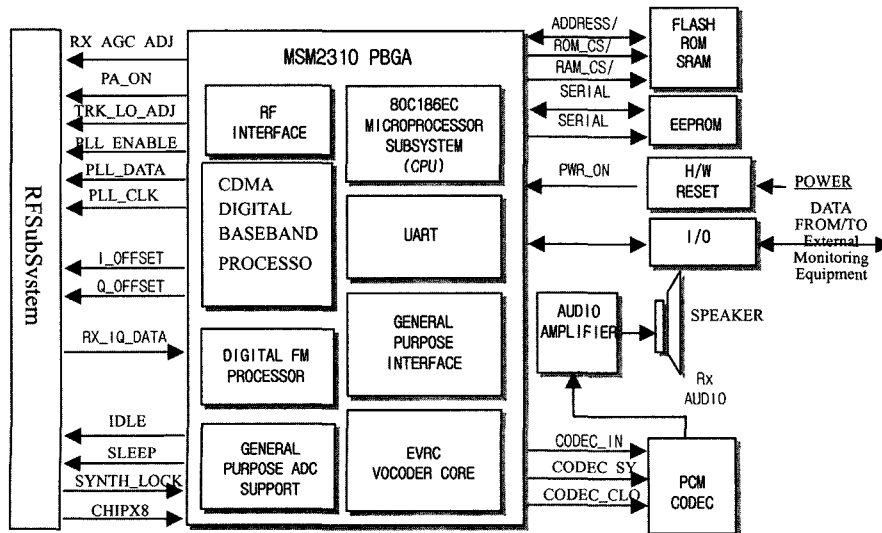 RX_AGC_ADJ
PA_ON
TRK_LO_ADJ
PLL_ENABLE
PLL_DATA
PLL_CLK
I_OFFSET
Q_OFFSET
RX_IQ_DATA
IDLE
SLEEP
SYNTH_LOCK
CHIPX8
RFSubSystem
MSM2310 PBGA
RF
INTERFACE
CDMA
DIGITAL
BASEBAND
PROCESSO
DIGITAL FM
PROCESSOR
GENERAL
PURPOSE ADC
SUPPORT
80C186EC
MICROPROCESSOR
SUBSYSTEM
(CPU)
UART
GENERAL
PURPOSE
INTERFACE
EVRC
VOCODER CORE
ADDRESS/
ROM_CS/
RAM_CS/
SERIAL
SERIAL
PWR_ON
FLASH
ROM
SRAM
EEPROM
H/W
RESET
POWER
I/O
DATA
FROM/TO
External
Monitoring
Equipment
AUDIO
AMPLIFIER
SPEAKER
Rx
AUDIO
CODEC_IN
CODEC_SY
CODEC_CLO
PCM
CODEC